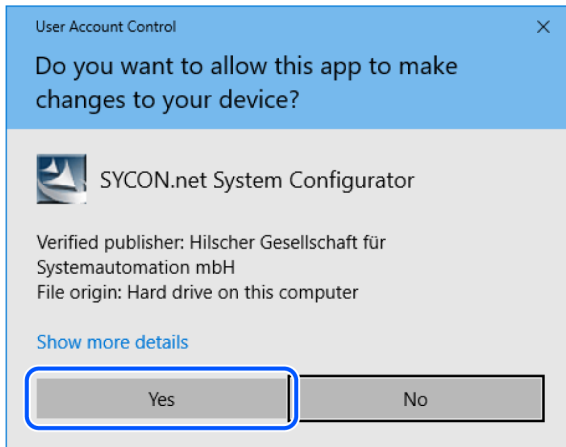 User Account Control
Do you want to allow this app to make
changes to your device?
SYCON.net System Configurator
Verified publisher: Hilscher Gesellschaft für
Systemautomation mbH
File origin: Hard drive on this computer
Show more details
Yes
No